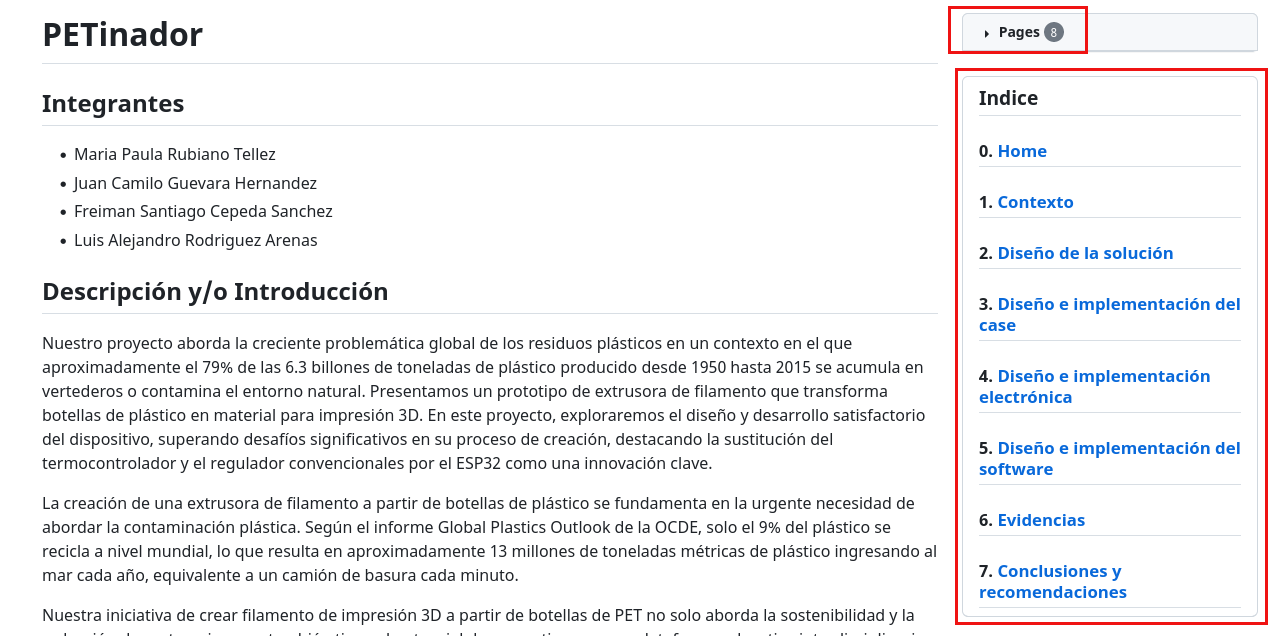 PETinador
Integrantes
Maria Paula Rubiano Tellez
Juan Camilo Guevara Hernandez
Freiman Santiago Cepeda Sanchez
Luis Alejandro Rodriguez Arenas
Descripción y/o Introducción
Nuestro proyecto aborda la creciente problemática global de los residuos plásticos en un contexto en el que
aproximadamente el 79% de las 6.3 billones de toneladas de plástico producido desde 1950 hasta 2015 se acumula en
vertederos o contamina el entorno natural. Presentamos un prototipo de extrusora de filamento que transforma
botellas de plástico en material para impresión 3D. En este proyecto, exploraremos el diseño y desarrollo satisfactorio
del dispositivo, superando desafíos significativos en su proceso de creación, destacando la sustitución del
termocontrolador y el regulador convencionales por el ESP32 como una innovación clave.
La creación de una extrusora de filamento a partir de botellas de plástico se fundamenta en la urgente necesidad de
abordar la contaminación plástica. Según el informe Global Plastics Outlook de la OCDE, solo el 9% del plástico se
recicla a nivel mundial, lo que resulta en aproximadamente 13 millones de toneladas métricas de plástico ingresando al
mar cada año, equivalente a un camión de basura cada minuto.
Nuestra iniciativa de crear filamento de impresión 3D a partir de botellas de PET no solo aborda la sostenibilidad y la
Pages 8
Indice
0. Home
1. Contexto
2. Diseño de la solución
3. Diseño e implementación del
case
4. Diseño e implementación
electrónica
5. Diseño e implementación del
software
6. Evidencias
7. Conclusiones y
recomendaciones